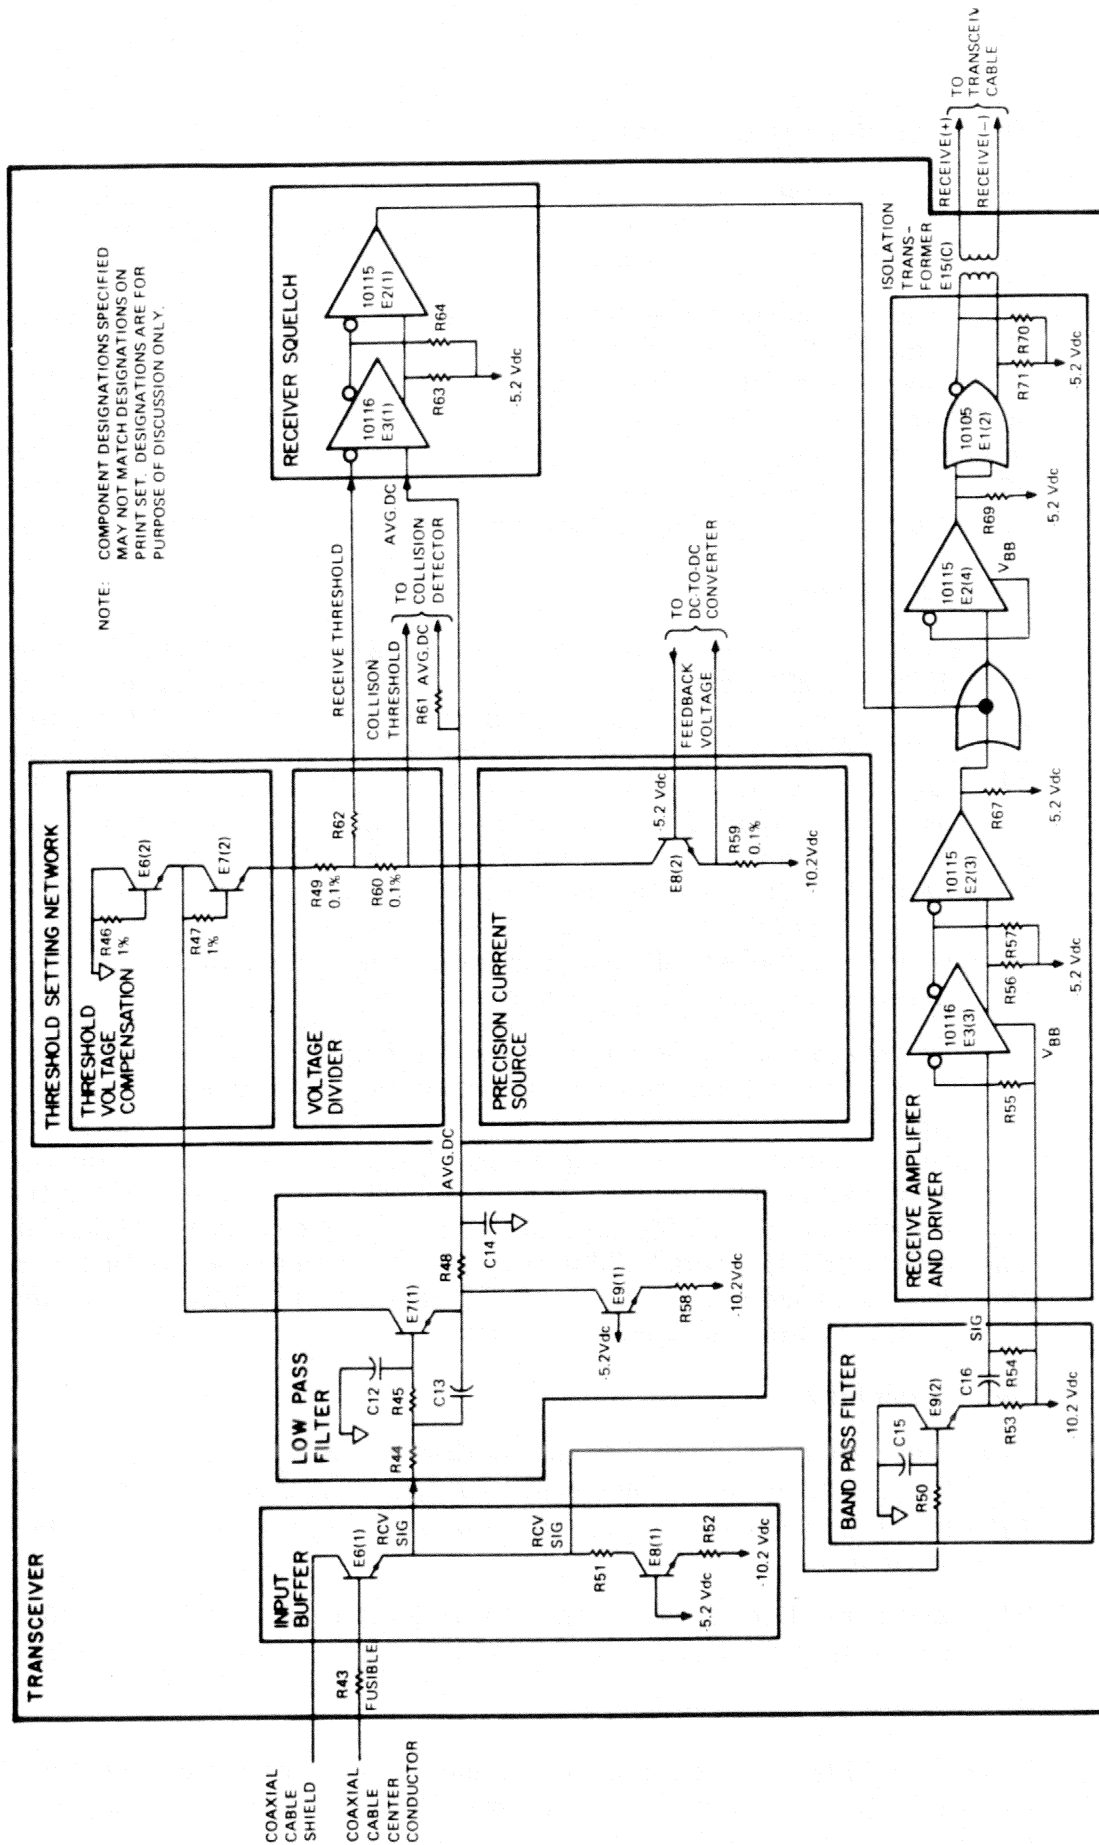 TRANSCEIVER
NOTE: COMPONENT DESIGNATIONS SPECIFIED
MAY NOT MATCH DESIGNATIONS ON
PRINT SET. DESIGNATIONS ARE FOR
PURPOSE OF DISCUSSION ONLY.
COAXIAL
CABLE
SHIELD
COAXIAL
CABLE
CENTER
CONDUCTOR
R43
FUSIBLE
INPUT
BUFFER
E6(1)
RCV
SIG
RCV
SIG
R51
E8(1)
-5.2 Vdc
R52
-10.2 Vdc
LOW PASS
FILTER
R44
C12
R45
C13
E7(1)
R48
C14
E9(1)
-5.2Vdc
R58
-10.2Vdc
AVG.DC
BAND PASS FILTER
R50
C15
E9(2)
C16
R53
R54
-10.2 Vdc
SIG
THRESHOLD SETTING NETWORK
THRESHOLD
VOLTAGE
COMPENSATION
R46
1%
E6(2)
R47
1%
E7(2)
VOLTAGE
DIVIDER
R49
0.1%
R62
R60
0.1%
PRECISION CURRENT
SOURCE
E8(2)
-5.2 Vdc
R59
0.1%
-10.2Vdc
RECEIVE THRESHOLD
COLLISON
THRESHOLD
R61 AVG.DC
TO
COLLISION
DETECTOR
AVG.DC
FEEDBACK
VOLTAGE
TO
DC-TO-DC
CONVERTER
RECEIVER SQUELCH
10116
E3(1)
R63
R64
-5.2 Vdc
10115
E2(1)
RECEIVE AMPLIFIER
AND DRIVER
R55
VBB
10116
E3(3)
R56
R57
-5.2 Vdc
10115
E2(3)
R67
-5.2 Vdc
10115
E2(4)
VBB
R69
-5.2 Vdc
10105
E1(2)
R71
R70
-5.2 Vdc
ISOLATION
TRANS-
FORMER
E15(C)
RECEIVE(+)
RECEIVE(−)
TO
TRANSCEIV
CABLE